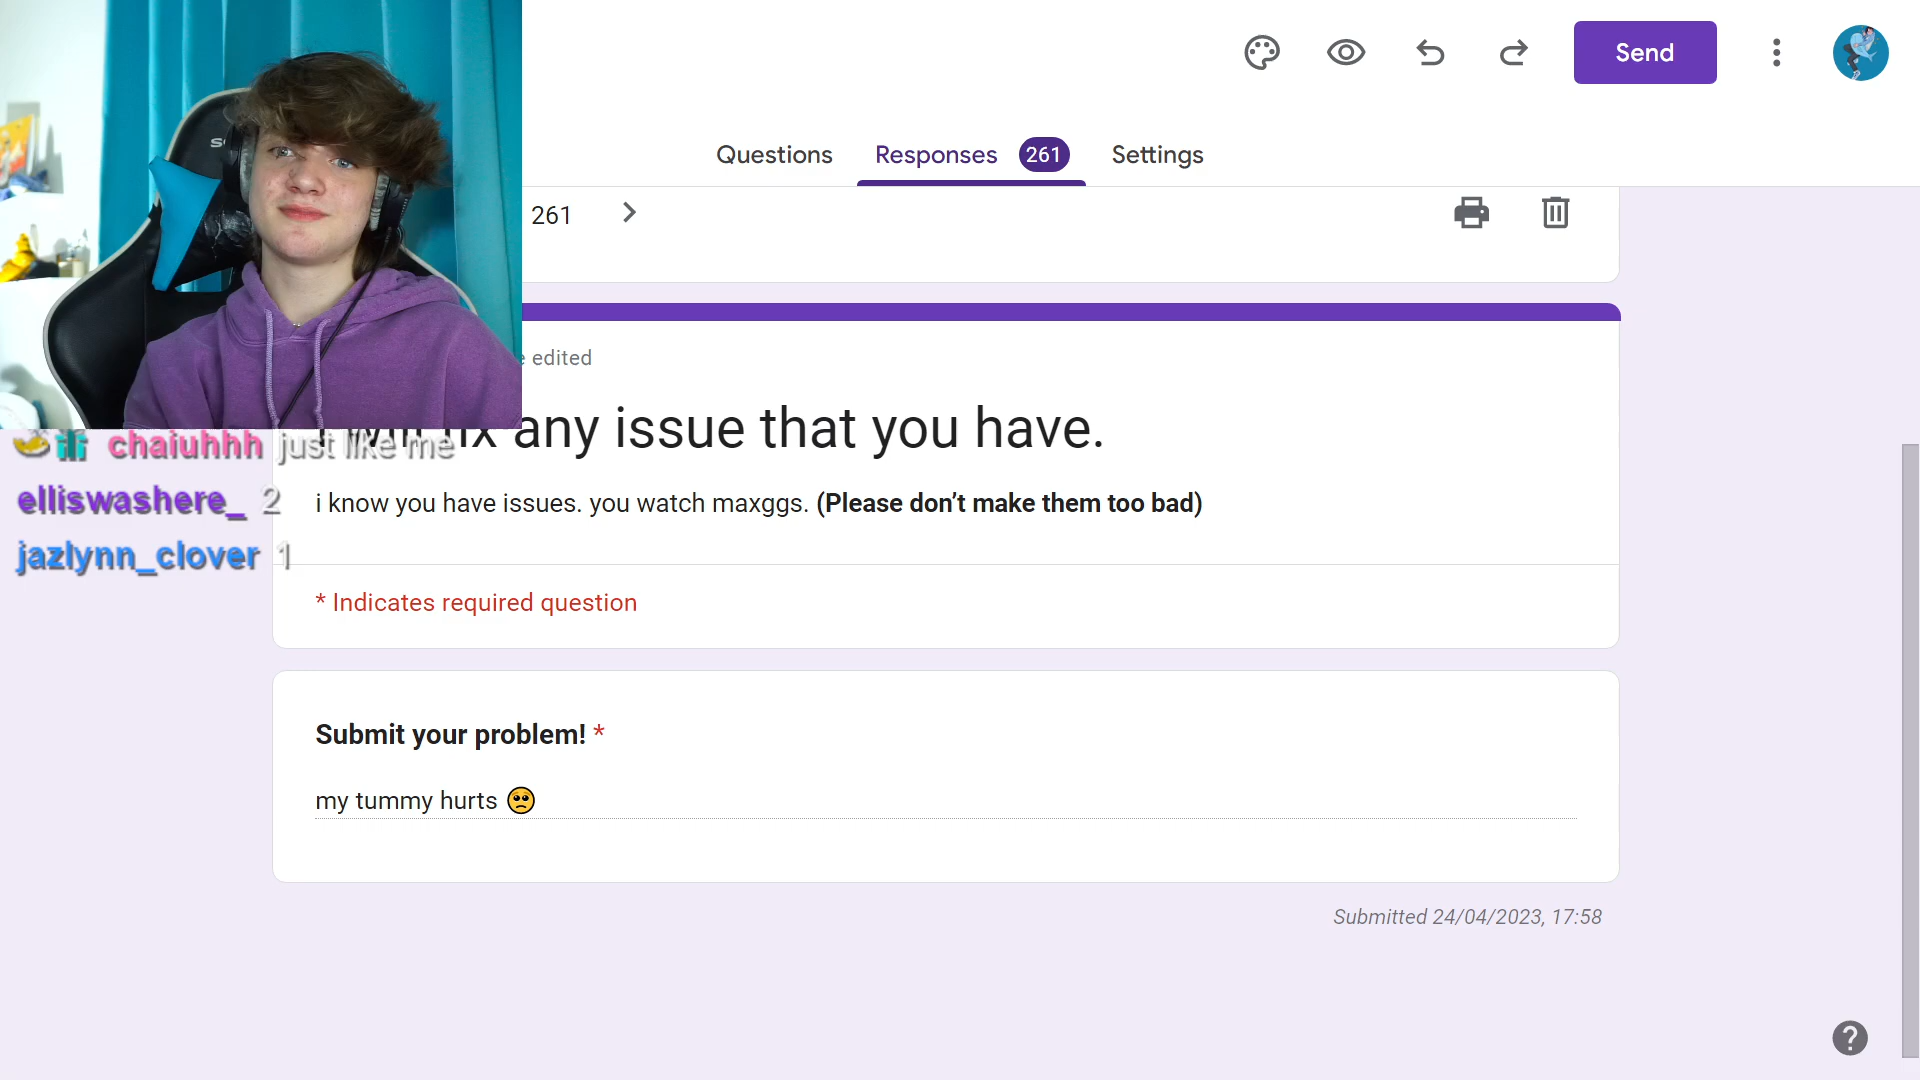 Send
Questions Responses 261 Settings
261
edited
any issue that you have.
chaiuhhh just like me
elliswashere_ 2
i know you have issues. you watch maxggs. (Please don’t make them too bad)
jazlynn_clover 1
* Indicates required question
Submit your problem! *
my tummy hurts 🥺
Submitted 24/04/2023, 17:58